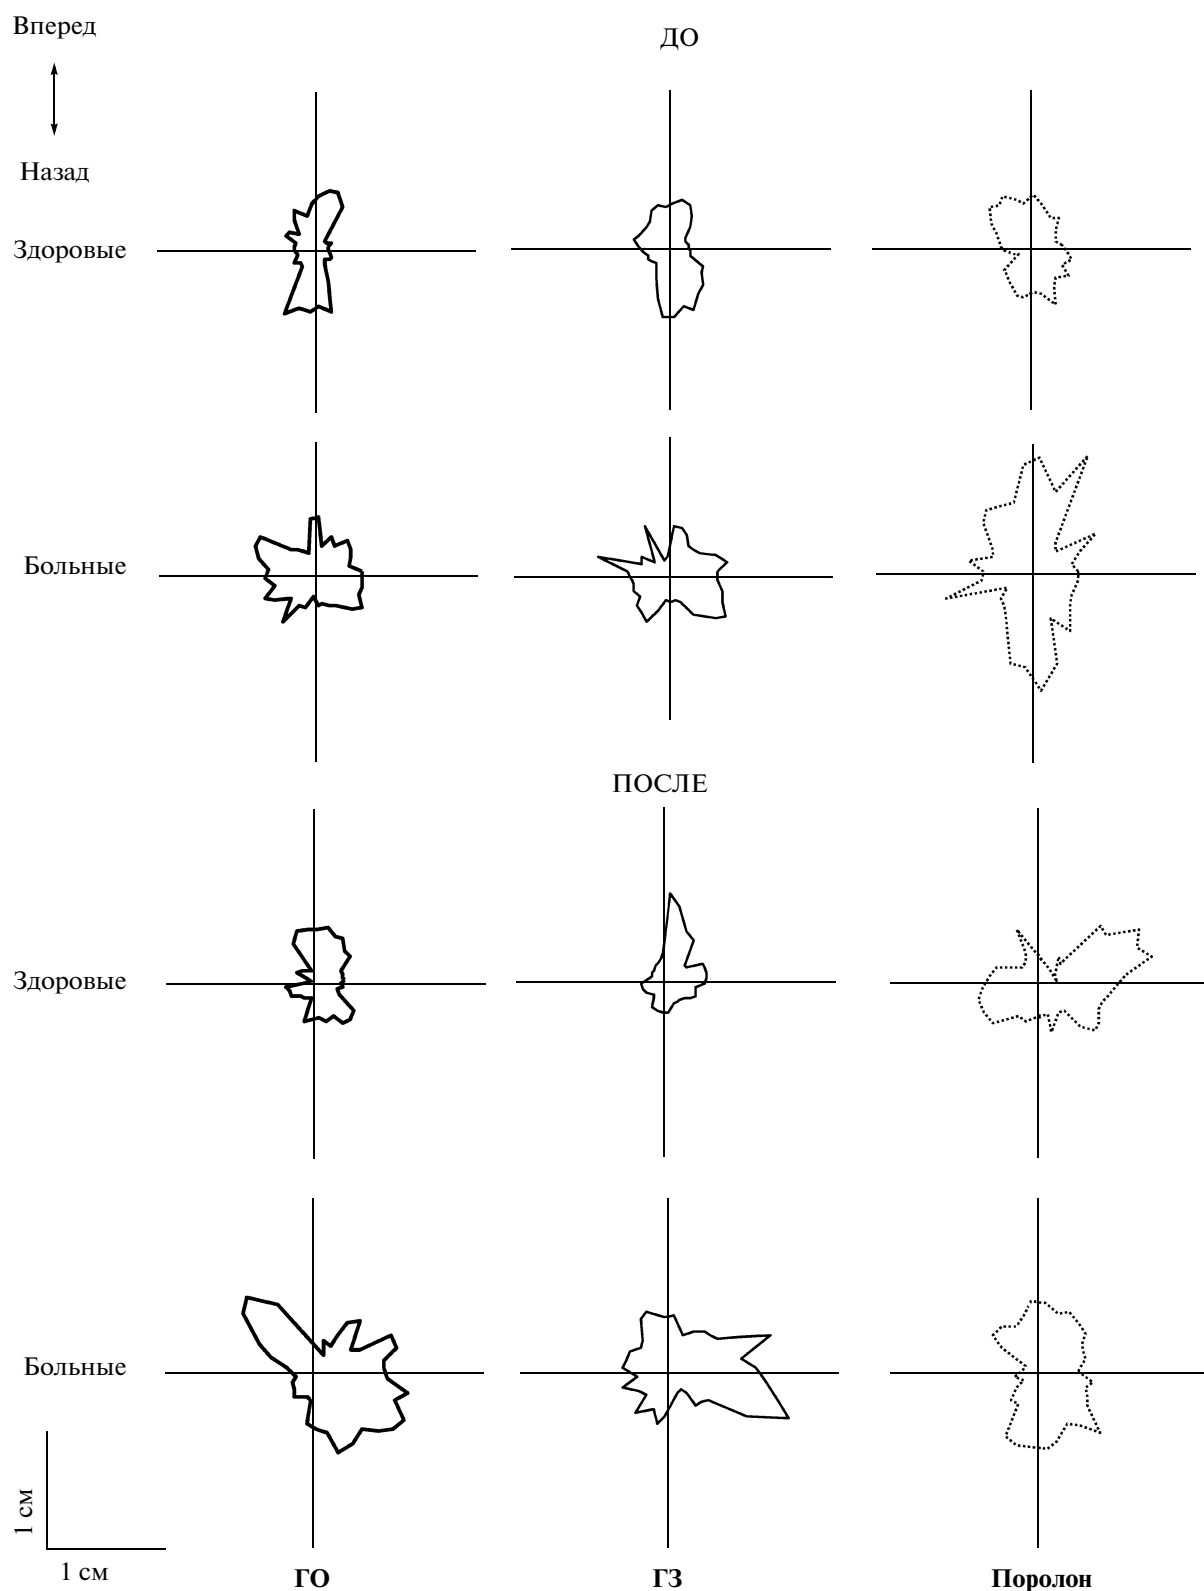 Вперед
ДО
Назад
Здоровые
Больные
ПОСЛЕ
Здоровые
Больные
1 см
1 см
ГО
ГЗ
Поролон